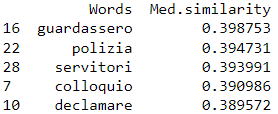 Words Med.similarity
16 guardassero 0.398753
22 polizia 0.394731
28 servitori 0.393991
7 colloquio 0.390986
10 declamare 0.389572